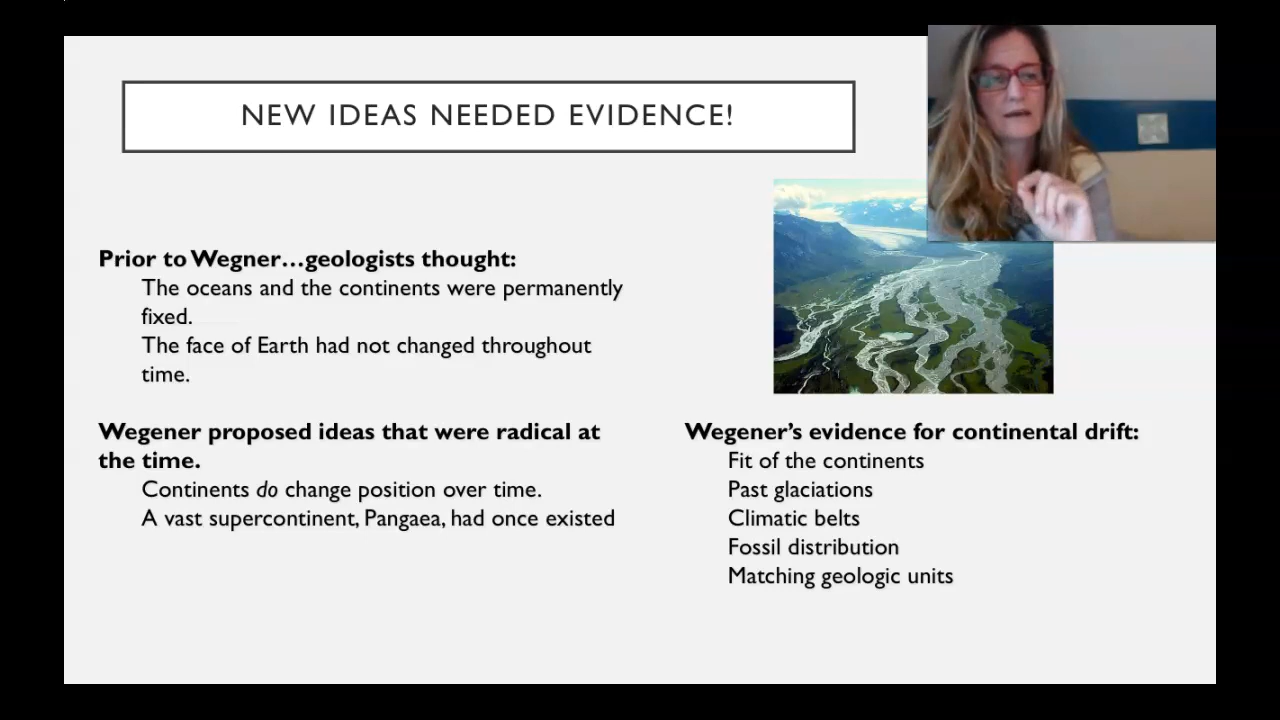 NEW IDEAS NEEDED EVIDENCE!
Prior to Wegner…geologists thought:
The oceans and the continents were permanently
fixed.
The face of Earth had not changed throughout
time.
Wegener proposed ideas that were radical at
the time.
Continents do change position over time.
A vast supercontinent, Pangaea, had once existed
Wegener’s evidence for continental drift:
Fit of the continents
Past glaciations
Climatic belts
Fossil distribution
Matching geologic units